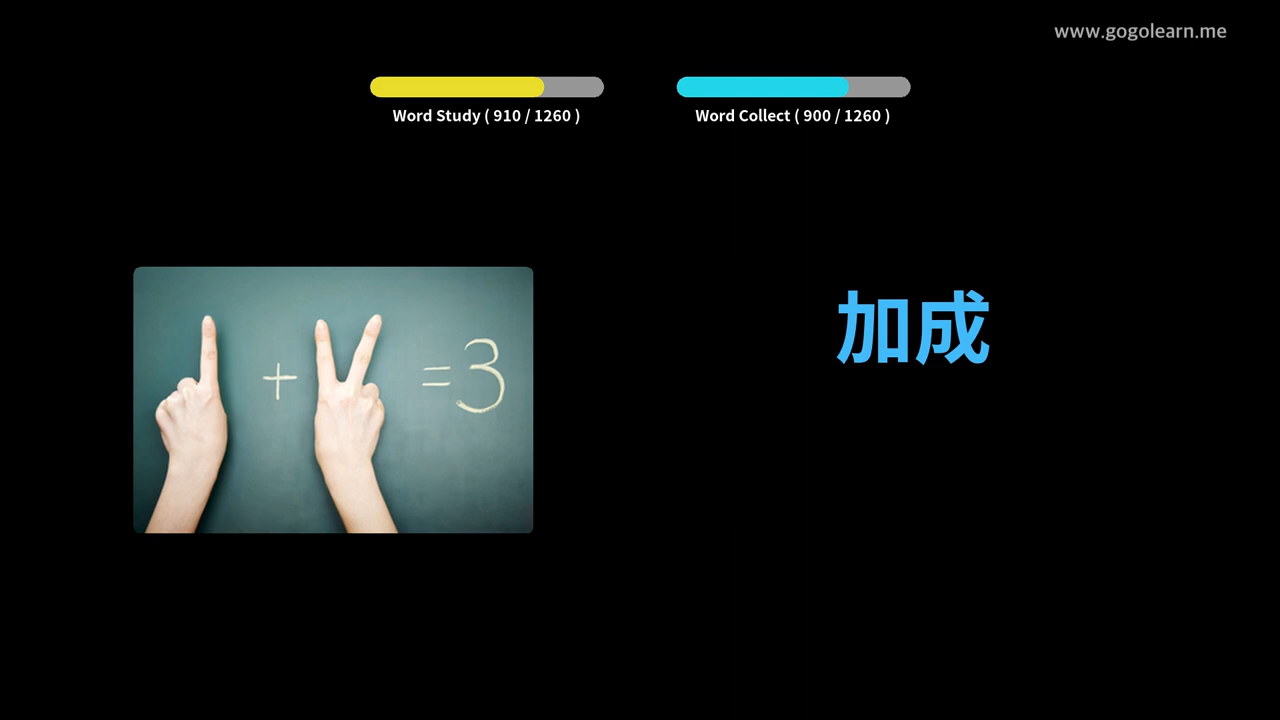 www.gogolearn.me
Word Study ( 910 / 1260 )
Word Collect ( 900 / 1260 )
+ = 3
加成